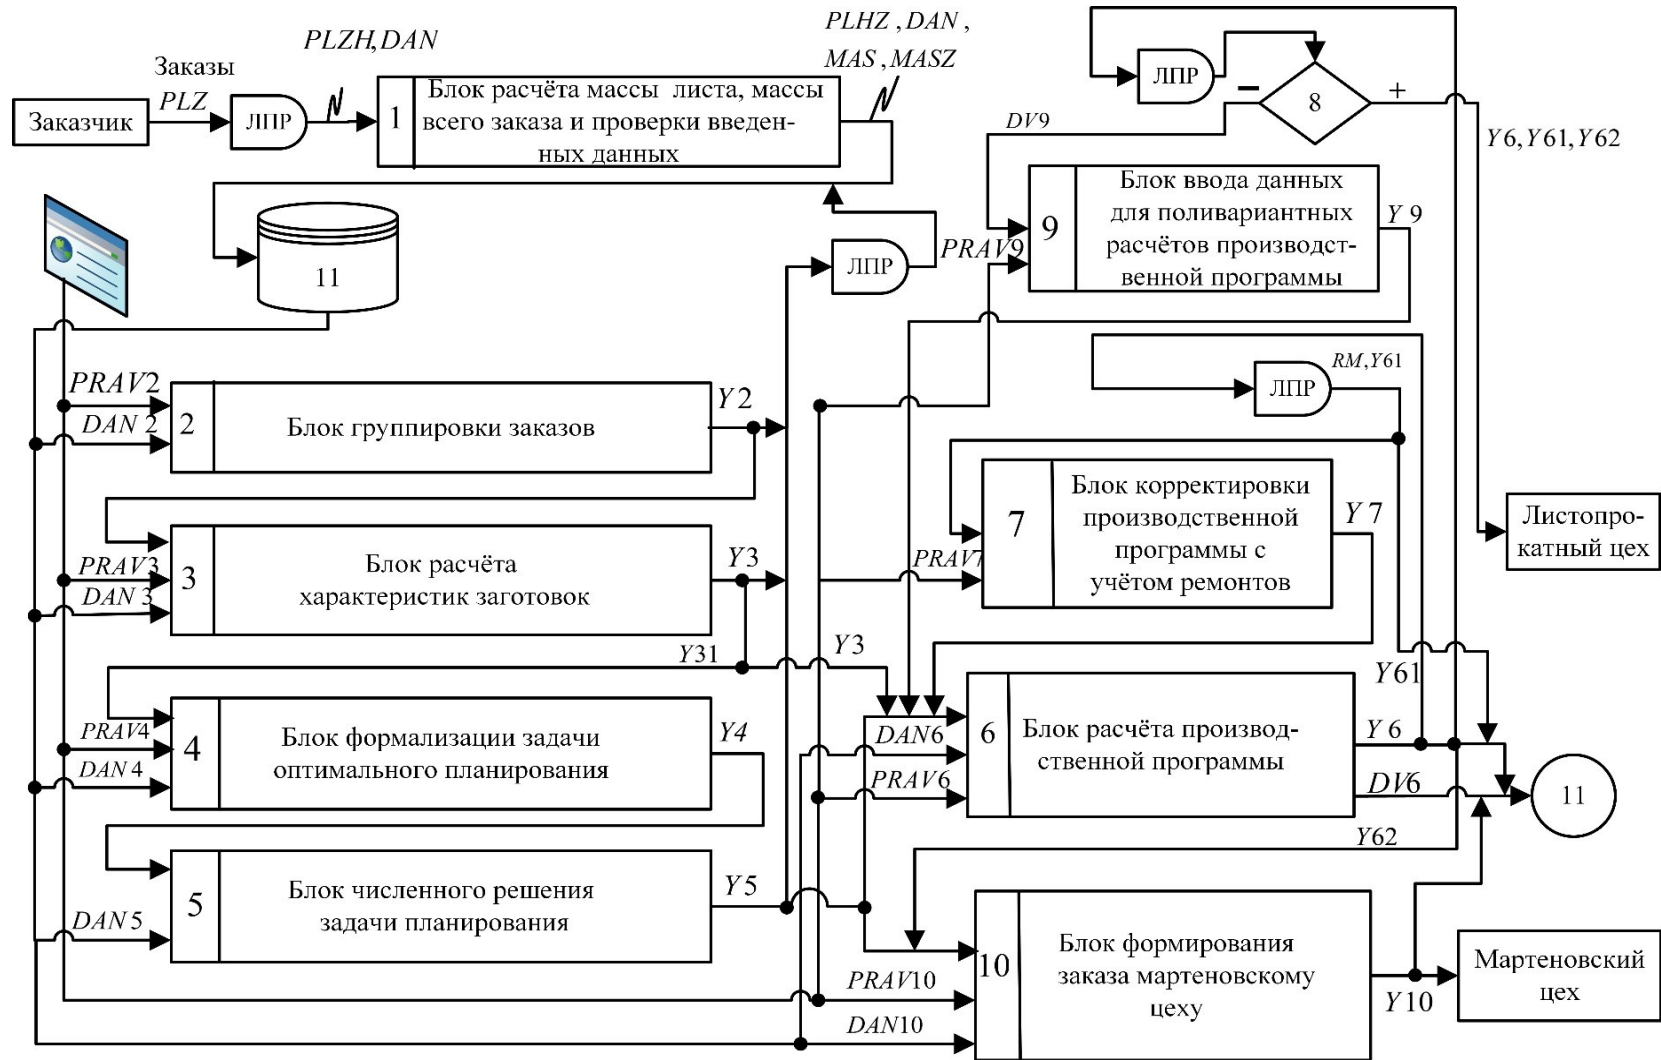 Заказы
PLZ
Заказчик
ЛПР
PLZH, DAN
1
Блок расчёта массы листа, массы
всего заказа и проверки введен-
ных данных
PLHZ , DAN ,
MAS , MASZ
ЛПР
8
−
+
DV9
Y6, Y61, Y62
9
Блок ввода данных
для поливариантных
расчётов производст-
венной программы
Y 9
PRAV9
ЛПР
11
ЛПР
RM,Y61
PRAV2
DAN 2
2
Блок группировки заказов
Y2
7
Блок корректировки
производственной
программы с
учётом ремонтов
Y 7
PRAV7
Листопро-
катный цех
PRAV3
DAN 3
3
Блок расчёта
характеристик заготовок
Y3
Y31
Y3
Y61
PRAV4
DAN 4
4
Блок формализации задачи
оптимального планирования
Y4
DAN6
PRAV6
6
Блок расчёта производ-
ственной программы
Y 6
DV6
11
Y62
DAN 5
5
Блок численного решения
задачи планирования
Y 5
PRAV10
DAN10
10
Блок формирования
заказа мартеновскому
цеху
Y10
Мартеновский
цех